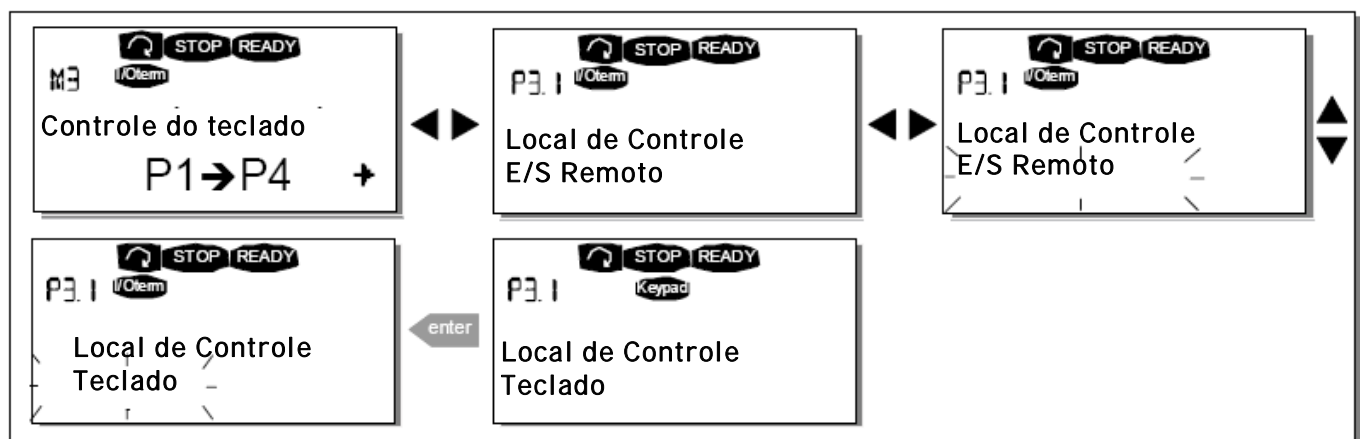 STOP READY
M3 I/Oterm
Controle do teclado
P1→P4
STOP READY
P3.1 I/Oterm
Local de Controle
E/S Remoto
STOP READY
P3.1 I/Oterm
Local de Controle
E/S Remoto
STOP READY
P3.1 I/Oterm
Local de Controle
Teclado
enter
STOP READY
P3.1 Keypad
Local de Controle
Teclado